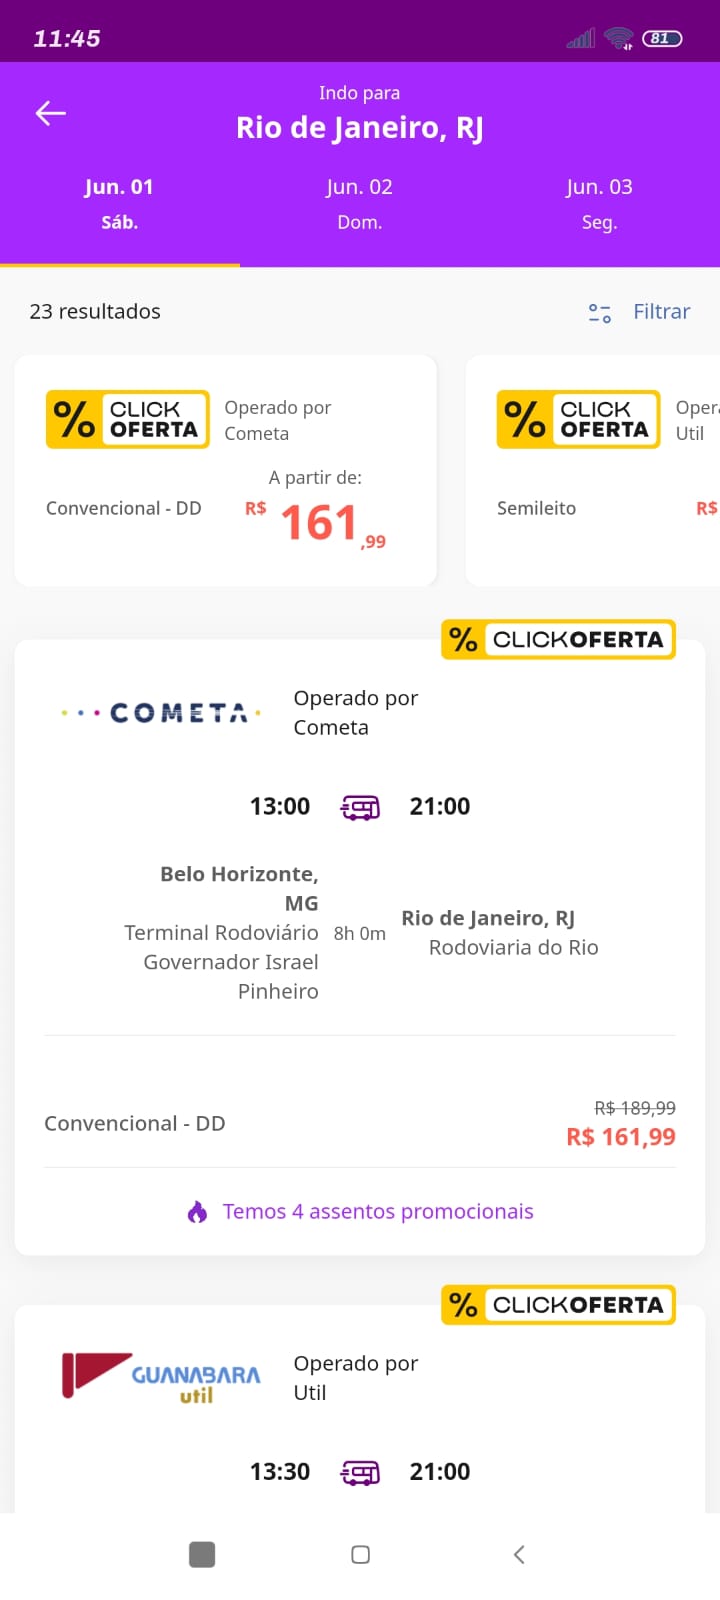 11:45
81
Indo para
Rio de Janeiro, RJ
Jun. 01
Sáb.
Jun. 02
Dom.
Jun. 03
Seg.
23 resultados
Filtrar
% CLICK
OFERTA
Operado por
Cometa
A partir de:
Convencional - DD
R$ 161,99
% CLICK
OFERTA
Oper
Util
Semileito
R$
% CLICKOFERTA
COMETA
Operado por
Cometa
13:00
21:00
Belo Horizonte,
MG
Terminal Rodoviário
Governador Israel
Pinheiro
8h 0m
Rio de Janeiro, RJ
Rodoviaria do Rio
Convencional - DD
R$ 189,99
R$ 161,99
Temos 4 assentos promocionais
% CLICKOFERTA
GUANABARA
util
Operado por
Util
13:30
21:00